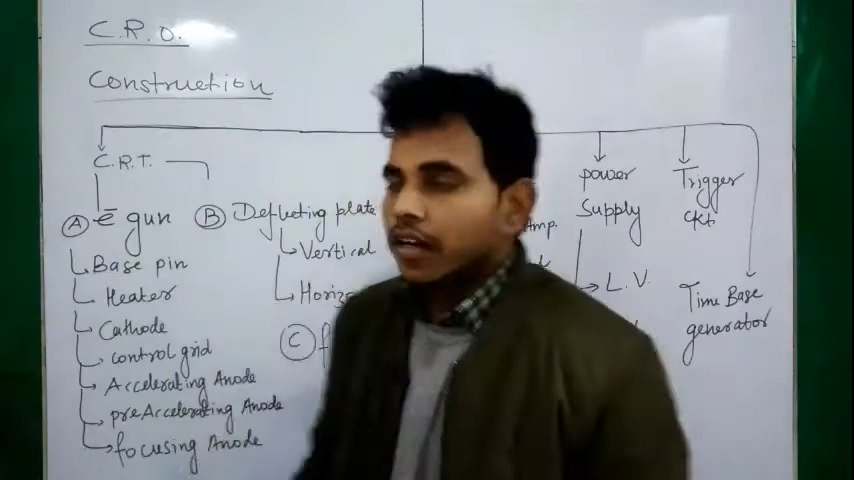 C.R.O.
Construction
C.R.T.
(A) ē gun
Base pin
Heater
Cathode
control grid
Accelerating Anode
preAccelerating Anode
focusing Anode
(B) Deflecting plate
Vertical
(C)
Amp.
power
Supply
L.V.
Trigger
ckt.
Time Base
generator